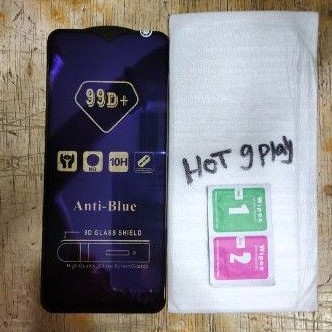 99D+
10H
Anti-Blue
9D GLASS SHIELD
HOT 9 Play
Wipes
1
Wipes
2